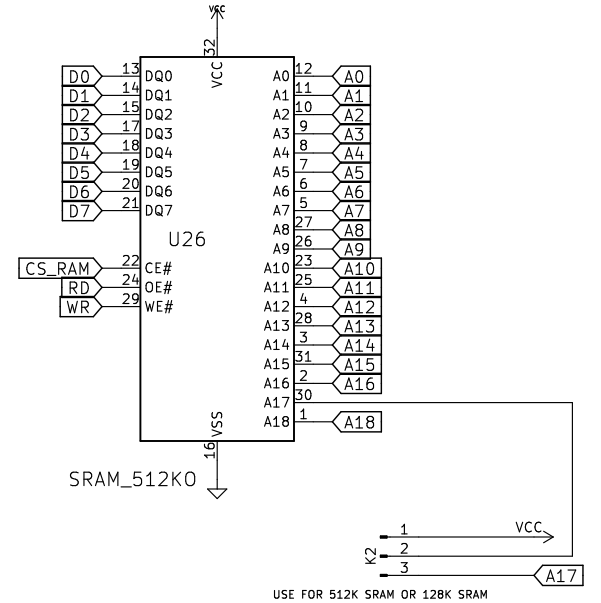 VCC
32
VCC
D0 13 DQ0 A0 12 A0
D1 14 DQ1 A1 11 A1
D2 15 DQ2 A2 10 A2
D3 17 DQ3 A3 9 A3
D4 18 DQ4 A4 8 A4
D5 19 DQ5 A5 7 A5
D6 20 DQ6 A6 6 A6
D7 21 DQ7 A7 5 A7
A8 27 A8
U26 A9 26 A9
CS_RAM 22 CE# A10 23 A10
RD 24 OE# A11 25 A11
WR 29 WE# A12 4 A12
A13 28 A13
A14 3 A14
A15 31 A15
A16 2 A16
A17 30
A18 1 A18
VSS
16
SRAM_512KO
K2
1 VCC
2
3 A17
USE FOR 512K SRAM OR 128K SRAM